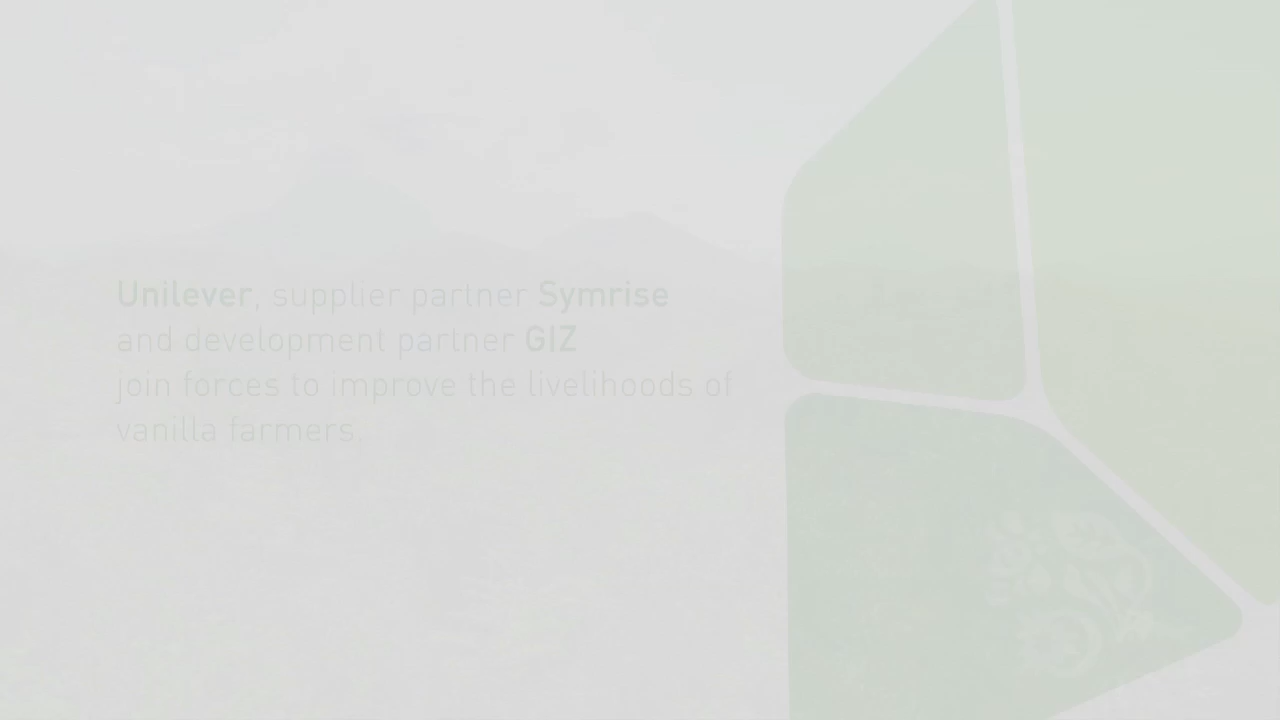 Unilever, supplier partner Symrise
and development partner GIZ
join forces to improve the livelihoods of
vanilla farmers.